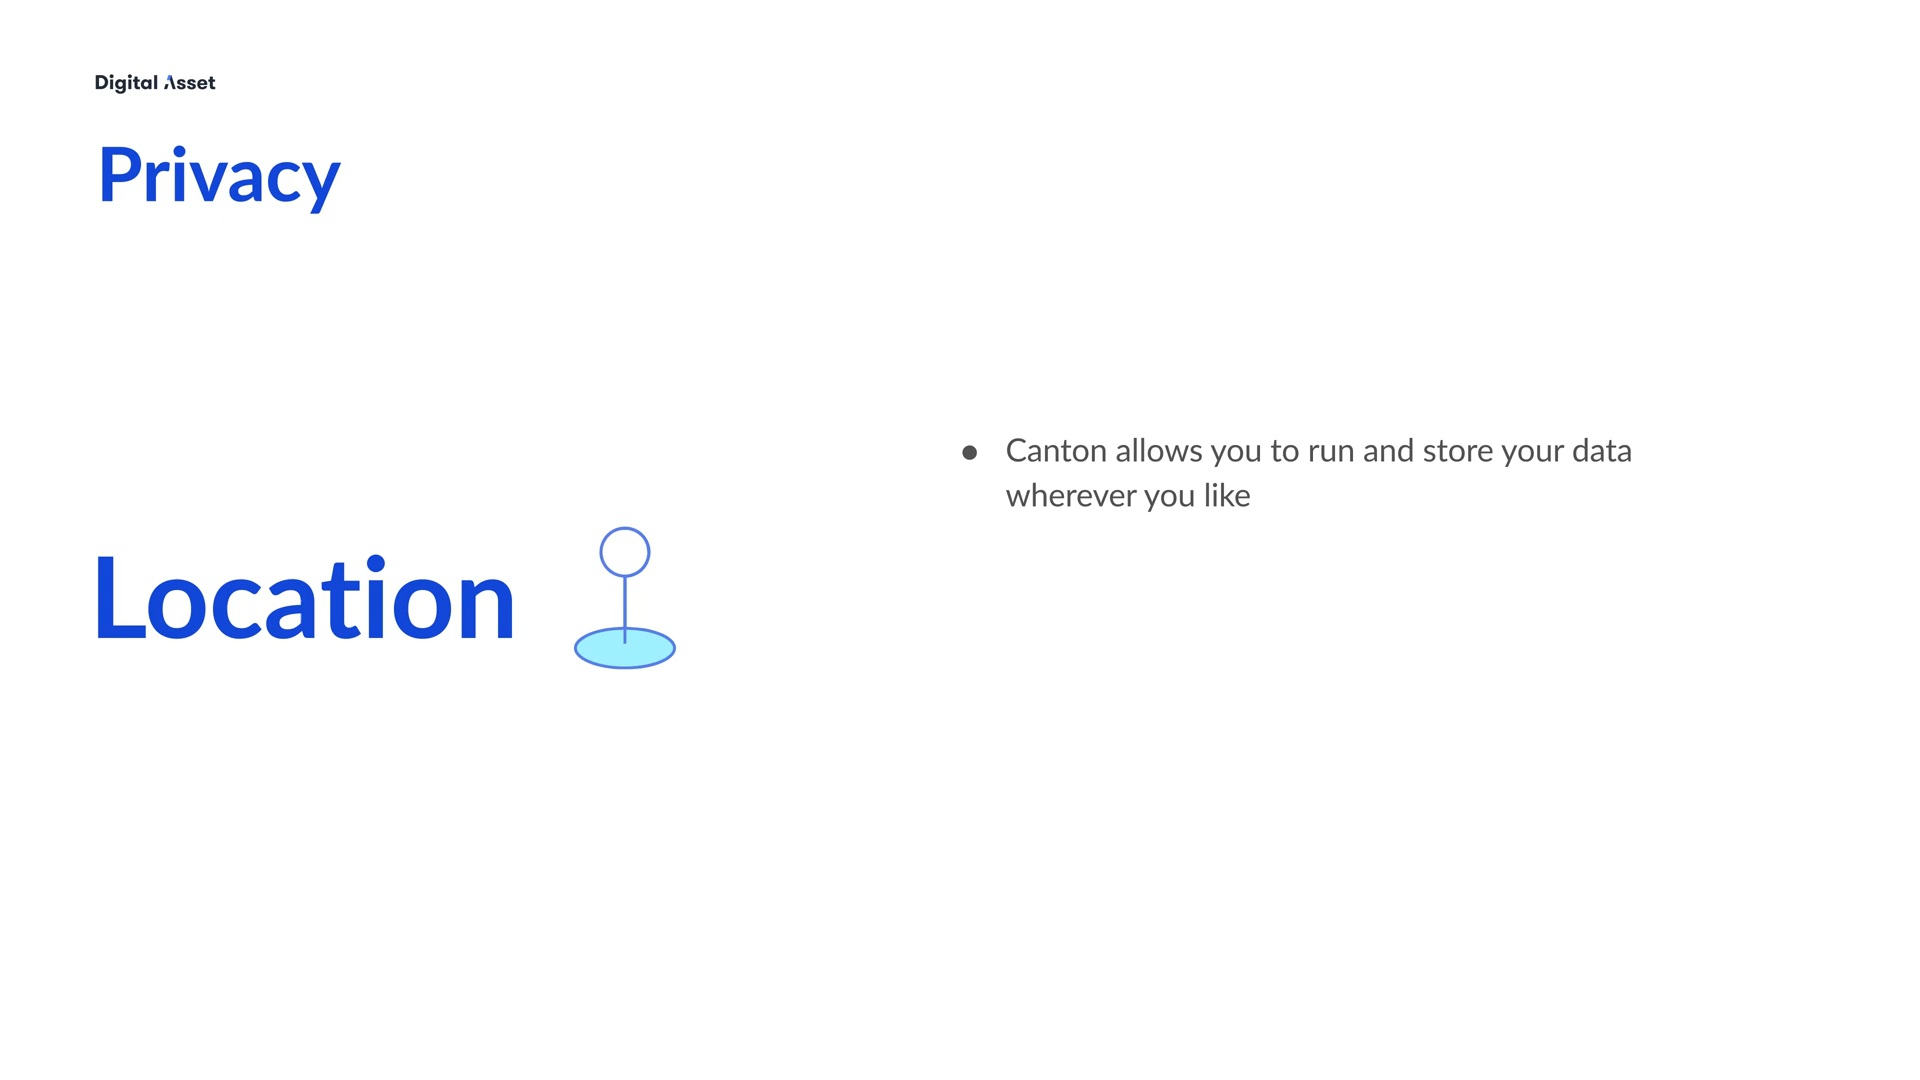 Digital Asset
Privacy
Location
● Canton allows you to run and store your data
wherever you like